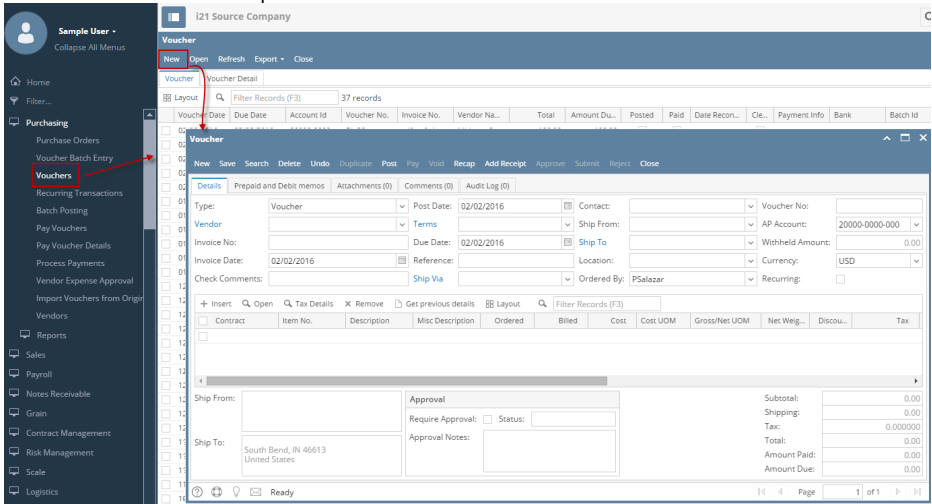 i21 Source Company
Sample User
Collapse All Menus
Home
Filter...
Purchasing
Purchase Orders
Voucher Batch Entry
Vouchers
Recurring Transactions
Batch Posting
Pay Vouchers
Pay Voucher Details
Process Payments
Vendor Expense Approval
Import Vouchers from Origin
Vendors
Reports
Sales
Payroll
Notes Receivable
Grain
Contract Management
Risk Management
Scale
Logistics
Voucher
New Open Refresh Export Close
Voucher Voucher Detail
Layout Filter Records (F3) 37 records
Voucher Date Due Date Account Id Voucher No. Invoice No. Vendor Na... Total Amount Du... Posted Paid Date Recon... Cle... Payment Info Bank Batch Id
Voucher
New Save Search Delete Undo Duplicate Post Pay Void Recap Add Receipt Approve Submit Reject Close
Details Prepaid and Debit memos Attachments (0) Comments (0) Audit Log (0)
Type: Voucher Post Date: 02/02/2016 Contact: Voucher No:
Vendor Terms Ship From: AP Account: 20000-0000-000
Invoice No: Due Date: 02/02/2016 Ship To Withheld Amount: 0.00
Invoice Date: 02/02/2016 Reference: Location: Currency: USD
Check Comments: Ship Via Ordered By: PSalazar Recurring:
+ Insert Open Tax Details Remove Get previous details Layout Filter Records (F3)
Contract Item No. Description Misc Description Ordered Billed Cost Cost UOM Gross/Net UOM Net Weig... Discou... Tax
Ship From: Approval Subtotal: 0.00
Require Approval: Status: Shipping: 0.00
Approval Notes: Tax: 0.000000
Ship To: South Bend, IN 46613 Total: 0.00
United States Amount Paid: 0.00
Amount Due: 0.00
Ready Page 1 of 1